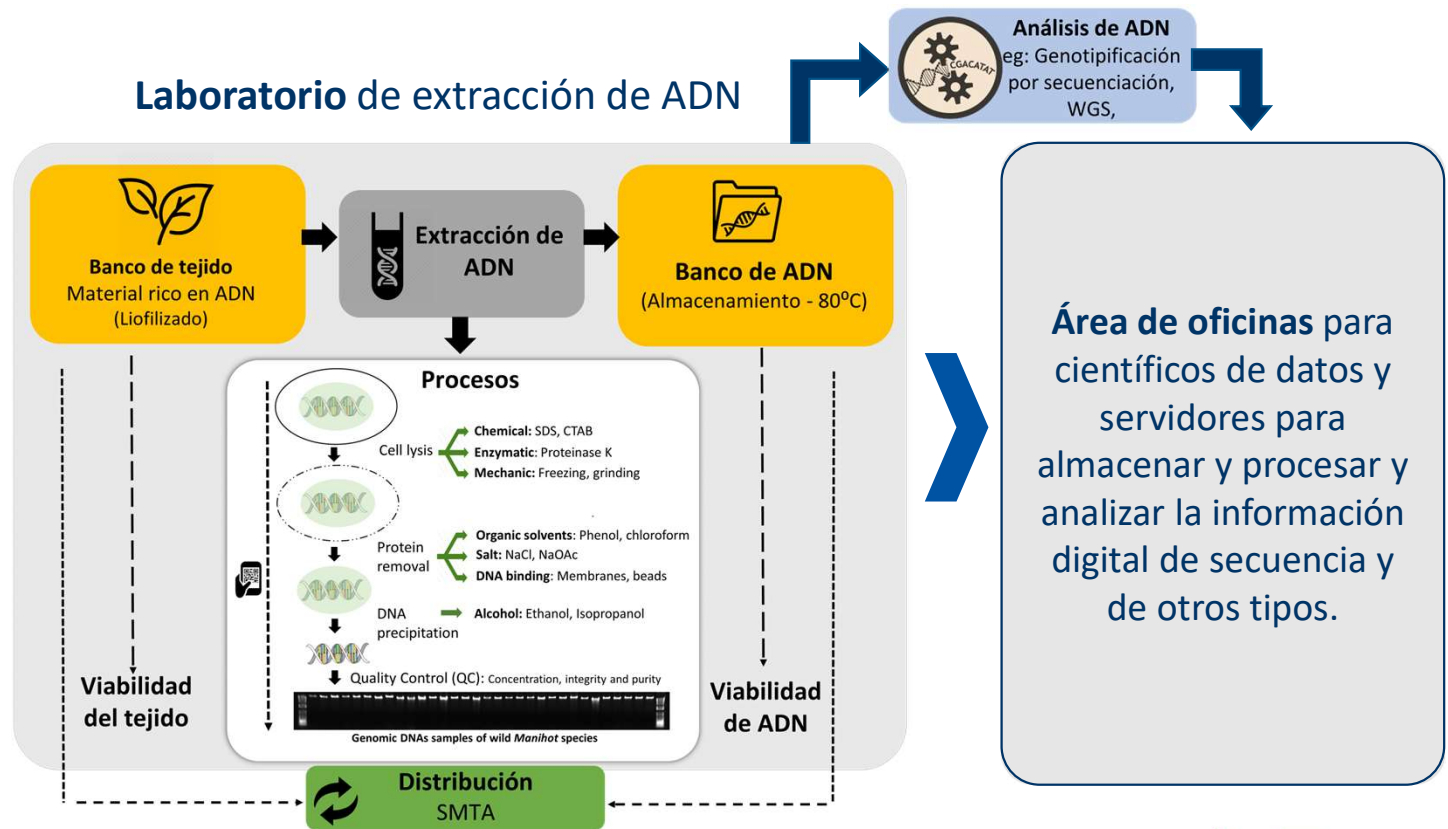 Laboratorio de extracción de ADN
Análisis de ADN
eg: Genotipificación
por secuenciación,
WGS,
CGACATAT
Banco de tejido
Material rico en ADN
(Liofilizado)
Extracción de
ADN
Banco de ADN
(Almacenamiento - 80⁰C)
Procesos
Cell lysis
Chemical: SDS, CTAB
Enzymatic: Proteinase K
Mechanic: Freezing, grinding
Protein
removal
Organic solvents: Phenol, chloroform
Salt: NaCl, NaOAc
DNA binding: Membranes, beads
DNA
precipitation
Alcohol: Ethanol, Isopropanol
Quality Control (QC): Concentration, integrity and purity
Genomic DNAs samples of wild Manihot species
Viabilidad
del tejido
Viabilidad
de ADN
Distribución
SMTA
Área de oficinas para
científicos de datos y
servidores para
almacenar y procesar y
analizar la información
digital de secuencia y
de otros tipos.